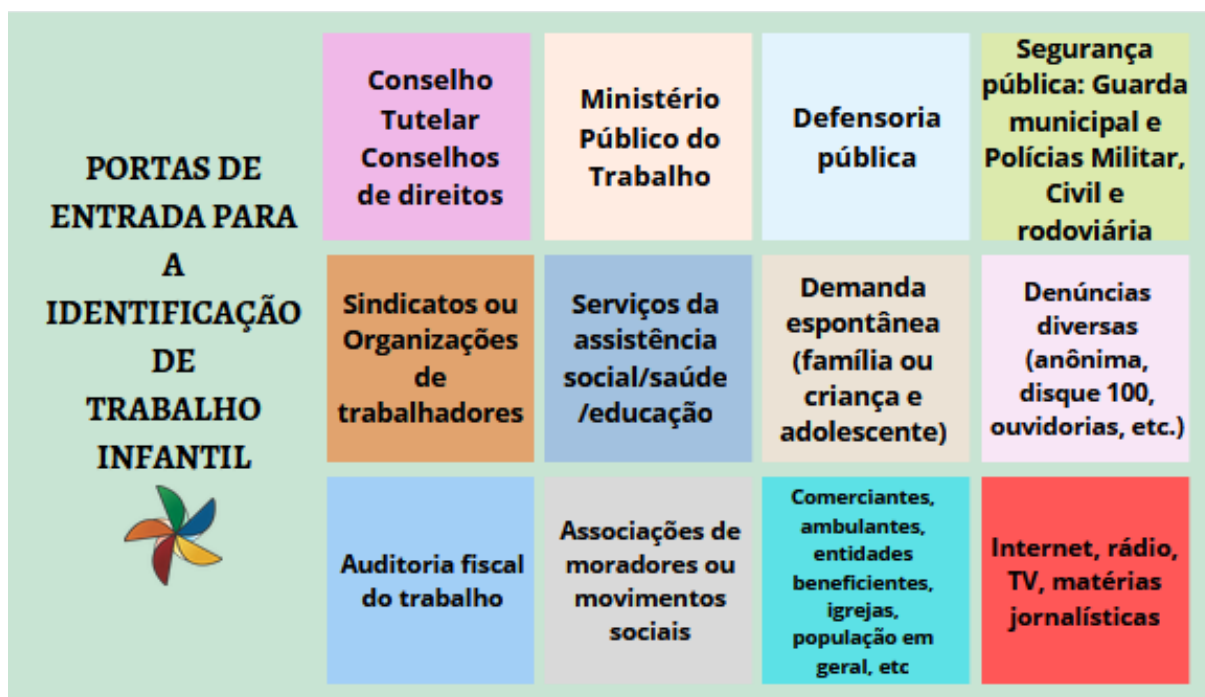 PORTAS DE
ENTRADA PARA
A
IDENTIFICAÇÃO
DE
TRABALHO
INFANTIL
Conselho
Tutelar
Conselhos
de direitos
Ministério
Público do
Trabalho
Defensoria
pública
Segurança
pública: Guarda
municipal e
Polícias Militar,
Civil e
rodoviária
Sindicatos ou
Organizações
de
trabalhadores
Serviços da
assistência
social/saúde
/educação
Demanda
espontânea
(família ou
criança e
adolescente)
Denúncias
diversas
(anônima,
disque 100,
ouvidorias, etc.)
Auditoria fiscal
do trabalho
Associações de
moradores ou
movimentos
sociais
Comerciantes,
ambulantes,
entidades
beneficientes,
igrejas,
população em
geral, etc
Internet, rádio,
TV, matérias
jornalísticas